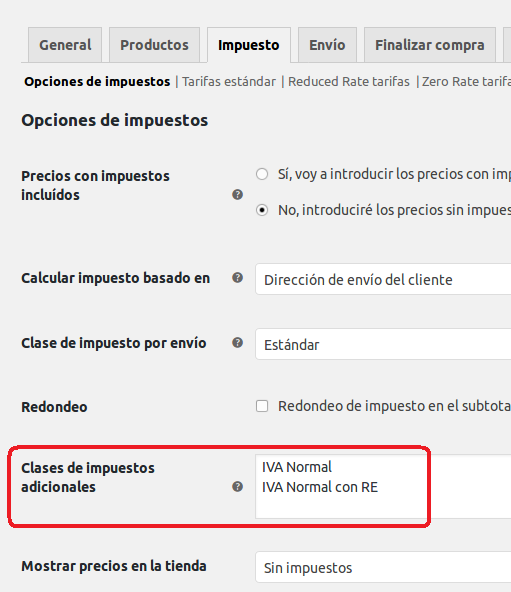 General Productos Impuesto Envío Finalizar compra
Opciones de impuestos | Tarifas estándar | Reduced Rate tarifas | Zero Rate tarifa
Opciones de impuestos
Precios con impuestos
incluídos
Sí, voy a introducir los precios con imp
No, introduciré los precios sin impues
Calcular impuesto basado en
Dirección de envío del cliente
Clase de impuesto por envío
Estándar
Redondeo
Redondeo de impuesto en el subtota
Clases de impuestos
adicionales
IVA Normal
IVA Normal con RE
Mostrar precios en la tienda
Sin impuestos